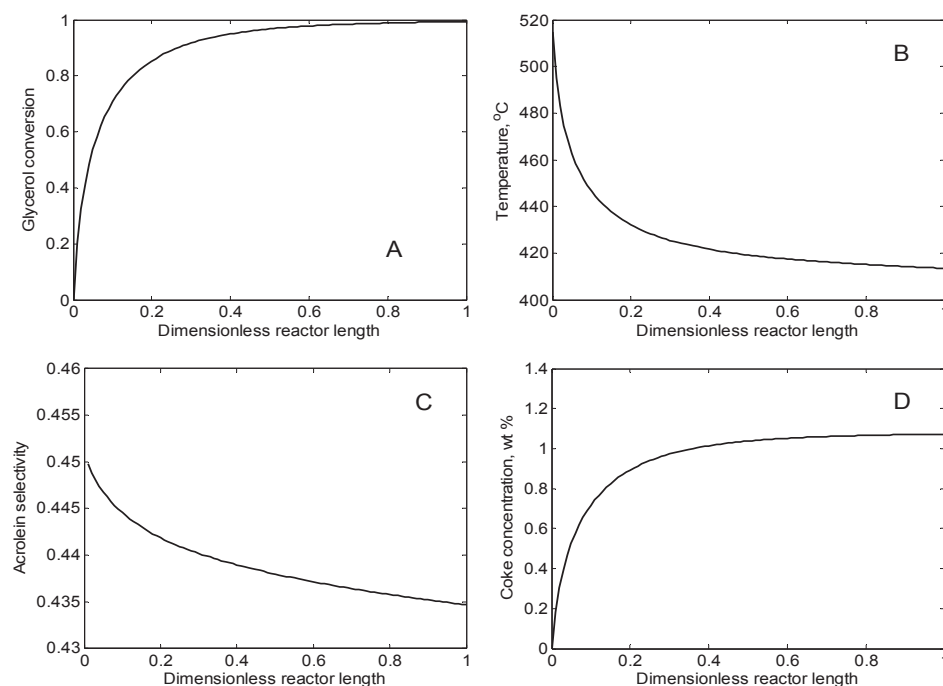 1
0.8
0.6
0.4
0.2
0
0 0.2 0.4 0.6 0.8 1
Glycerol conversion
Dimensionless reactor length
A
520
500
480
460
440
420
400
0 0.2 0.4 0.6 0.8 1
Temperature, °C
Dimensionless reactor length
B
0.46
0.455
0.45
0.445
0.44
0.435
0.43
0 0.2 0.4 0.6 0.8 1
Acrolein selectivity
Dimensionless reactor length
C
1.4
1.2
1
0.8
0.6
0.4
0.2
0
0 0.2 0.4 0.6 0.8 1
Coke concentration, wt %
Dimensionless reactor length
D